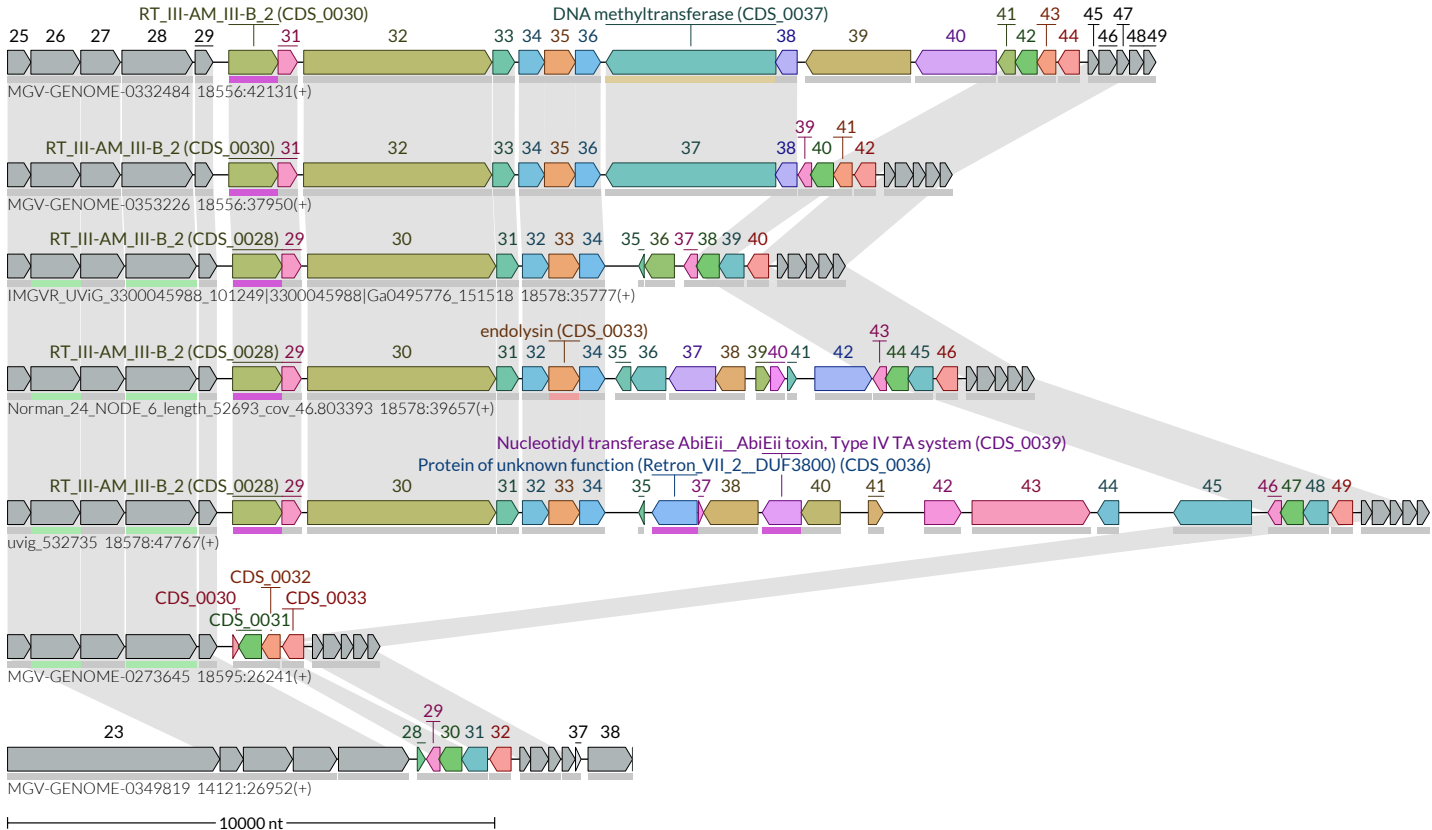 RT_III-AM_III-B_2 (CDS_0030) DNA methyltransferase (CDS_0037)
25 26 27 28 29 31 32 33 34 35 36 38 39 40 41 42 43 44 45 46 47 4849
MGV-GENOME-0332484 18556:42131(+)
RT_III-AM_III-B_2 (CDS_0030) 31 32 33 34 35 36 37 38 39 40 41 42
MGV-GENOME-0353226 18556:37950(+)
RT_III-AM_III-B_2 (CDS_0028) 29 30 31 32 33 34 35 36 37 38 39 40
IMGVR_UViG_3300045988_101249|3300045988|Ga0495776_151518 18578:35777(+)
endolysin (CDS_0033)
RT_III-AM_III-B_2 (CDS_0028) 29 30 31 32 34 35 36 37 38 39 40 41 42 43 44 45 46
Norman_24_NODE_6_length_52693_cov_46.803393 18578:39657(+)
Nucleotidyl transferase AbiEii__AbiEii toxin, Type IV TA system (CDS_0039)
Protein of unknown function (Retron_VII_2__DUF3800) (CDS_0036)
RT_III-AM_III-B_2 (CDS_0028) 29 30 31 32 33 34 35 37 38 40 41 42 43 44 45 46 47 48 49
uvig_532735 18578:47767(+)
CDS_0032
CDS_0030 CDS_0033
CDS_0031
MGV-GENOME-0273645 18595:26241(+)
23 28 29 30 31 32 37 38
MGV-GENOME-0349819 14121:26952(+)
10000 nt